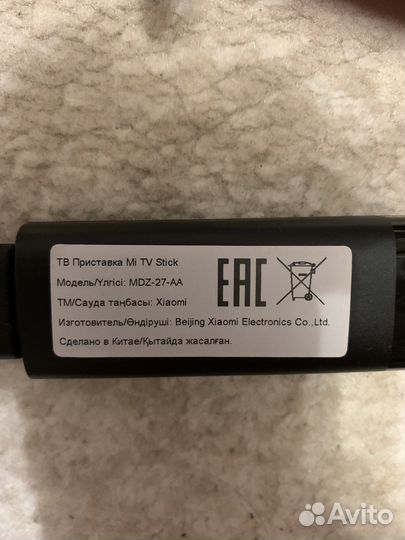 ТВ Приставка Mi TV Stick
Модель/Үлгісі: MDZ-27-AA
ТМ/Сауда таңбасы: Xiaomi
Изготовитель/Өндіруші: Beijing Xiaomi Electronics Co.,Ltd.
Сделано в Китае/Қытайда жасалған.
EAC
Avito